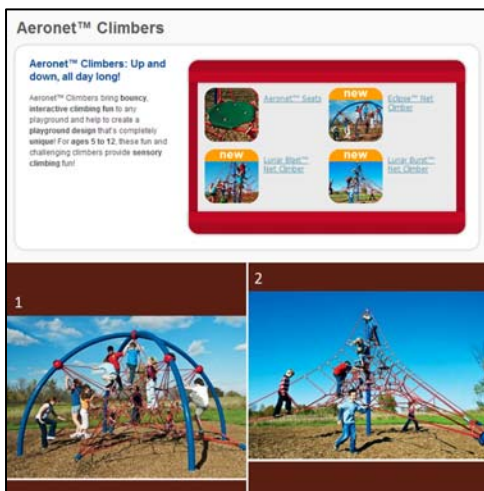 Aeronet™ Climbers
Aeronet™ Climbers: Up and
down, all day long!
Aeronet™ Climbers bring bouncy,
interactive climbing fun to any
playground and help to create a
playground design that's completely
unique! For ages 5 to 12, these fun and
challenging climbers provide sensory
climbing fun!
Aeronet™ Seats
new
Eclipse™ Net
Climber
new
Lunar Blast™
Net Climber
new
Lunar Burst™
Net Climber
1
2